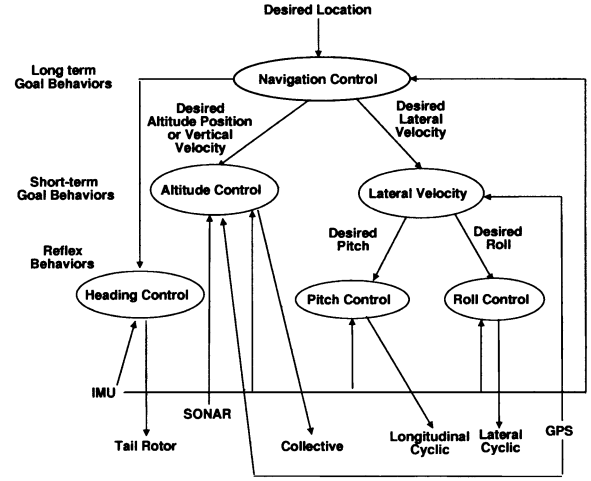 Desired Location
Long term
Goal Behaviors
Navigation Control
Desired
Altitude Position
or Vertical
Velocity
Desired
Lateral
Velocity
Short-term
Goal Behaviors
Altitude Control
Lateral Velocity
Desired
Pitch
Desired
Roll
Reflex
Behaviors
Heading Control
Pitch Control
Roll Control
IMU
SONAR
GPS
Tail Rotor
Collective
Longitudinal
Cyclic
Lateral
Cyclic